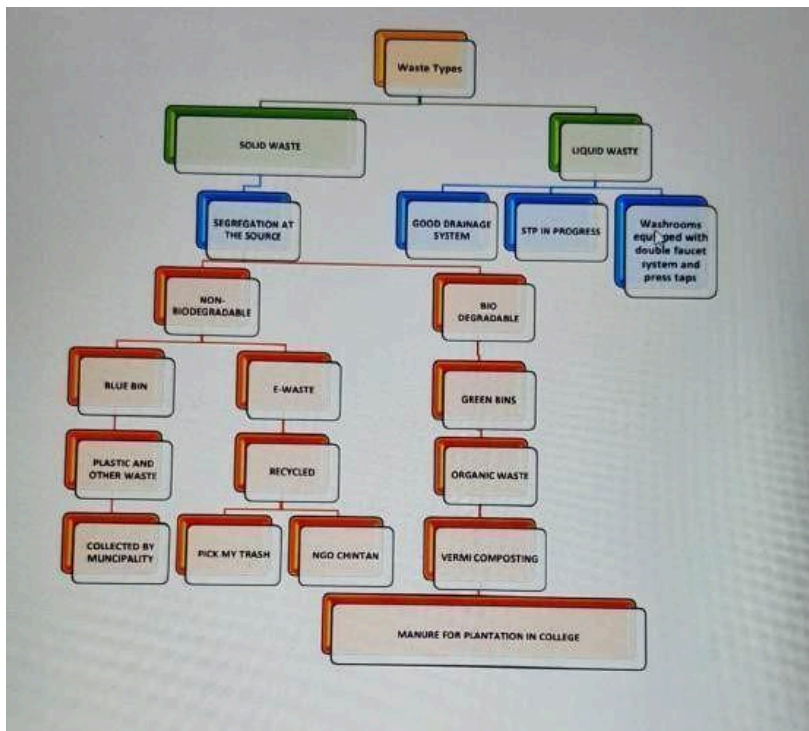 Waste Types
SOLID WASTE
LIQUID WASTE
SEGREGATION AT
THE SOURCE
GOOD DRAINAGE
SYSTEM
STP IN PROGRESS
Washrooms
equipped with
double faucet
system and
press taps
NON-
BIODEGRADABLE
BIO
DEGRADABLE
BLUE BIN
E-WASTE
GREEN BINS
PLASTIC AND
OTHER WASTE
RECYCLED
ORGANIC WASTE
COLLECTED BY
MUNCIPALITY
PICK MY TRASH
NGO CHINTAN
VERMI COMPOSTING
MANURE FOR PLANTATION IN COLLEGE